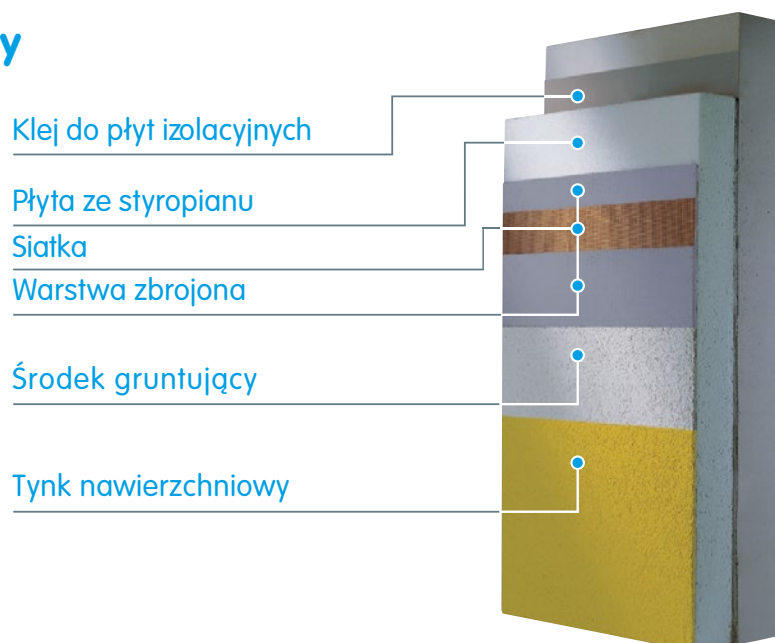 y
Klej do płyt izolacyjnych
Płyta ze styropianu
Siatka
Warstwa zbrojona
Środek gruntujący
Tynk nawierzchniowy